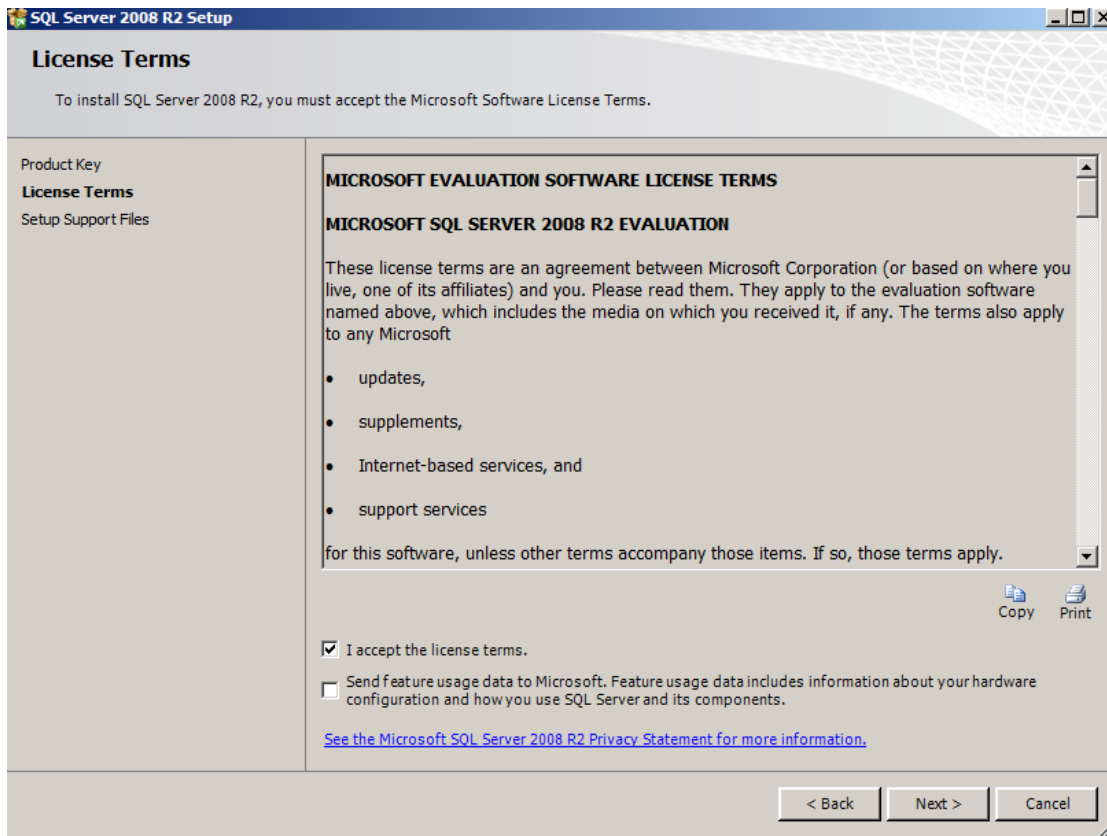 SQL Server 2008 R2 Setup
License Terms
To install SQL Server 2008 R2, you must accept the Microsoft Software License Terms.
Product Key
License Terms
Setup Support Files
MICROSOFT EVALUATION SOFTWARE LICENSE TERMS
MICROSOFT SQL SERVER 2008 R2 EVALUATION
These license terms are an agreement between Microsoft Corporation (or based on where you
live, one of its affiliates) and you. Please read them. They apply to the evaluation software
named above, which includes the media on which you received it, if any. The terms also apply
to any Microsoft
• updates,
• supplements,
• Internet-based services, and
• support services
for this software, unless other terms accompany those items. If so, those terms apply.
Copy Print
I accept the license terms.
Send feature usage data to Microsoft. Feature usage data includes information about your hardware
configuration and how you use SQL Server and its components.
See the Microsoft SQL Server 2008 R2 Privacy Statement for more information.
< Back Next > Cancel